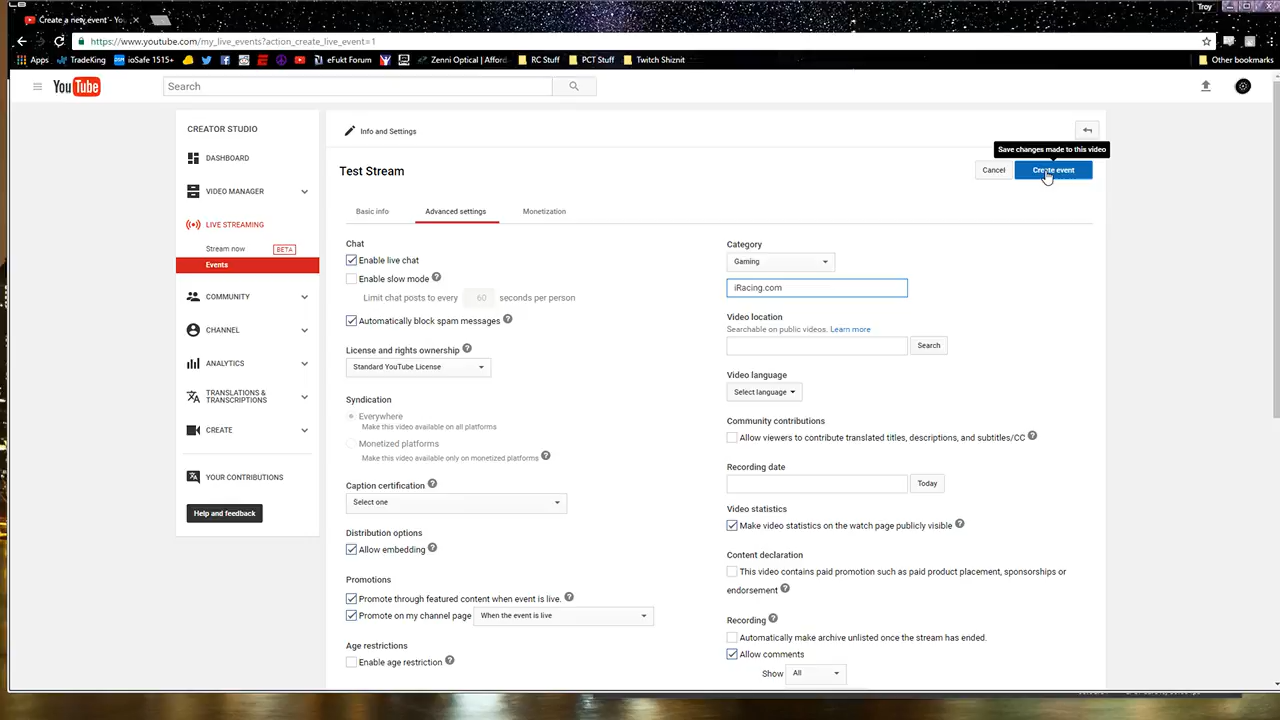 Create a new event - Yo
Troy
https://www.youtube.com/my_live_events?action_create_live_event=1
Apps
TradeKing
ioSafe 1515+
eFukt Forum
Zenni Optical | Afford
RC Stuff
PCT Stuff
Twitch Shiznit
Other bookmarks
YouTube
Search
CREATOR STUDIO
DASHBOARD
VIDEO MANAGER
LIVE STREAMING
Stream now
BETA
Events
COMMUNITY
CHANNEL
ANALYTICS
TRANSLATIONS &
TRANSCRIPTIONS
CREATE
YOUR CONTRIBUTIONS
Help and feedback
Info and Settings
Save changes made to this video
Test Stream
Cancel
Create event
Basic info
Advanced settings
Monetization
Chat
Enable live chat
Enable slow mode ?
Limit chat posts to every 60 seconds per person
Automatically block spam messages ?
License and rights ownership ?
Standard YouTube License
Syndication
Everywhere
Make this video available on all platforms
Monetized platforms
Make this video available only on monetized platforms ?
Caption certification ?
Select one
Distribution options
Allow embedding ?
Promotions
Promote through featured content when event is live. ?
Promote on my channel page When the event is live
Age restrictions
Enable age restriction ?
Category
Gaming
iRacing.com
Video location
Searchable on public videos. Learn more
Search
Video language
Select language
Community contributions
Allow viewers to contribute translated titles, descriptions, and subtitles/CC ?
Recording date
Today
Video statistics
Make video statistics on the watch page publicly visible ?
Content declaration
This video contains paid promotion such as paid product placement, sponsorships or
endorsement ?
Recording ?
Automatically make archive unlisted once the stream has ended.
Allow comments
Show All